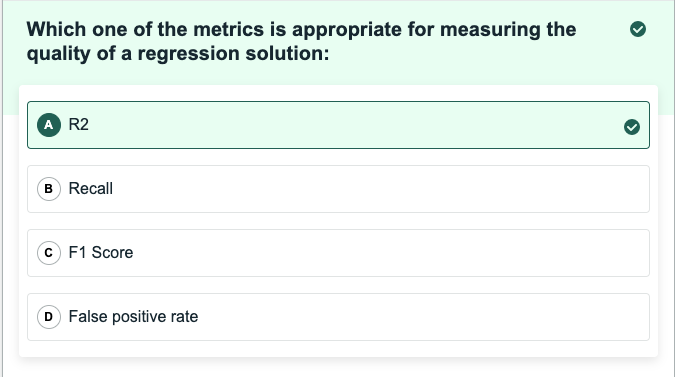 Which one of the metrics is appropriate for measuring the
quality of a regression solution:
A R2
B Recall
C F1 Score
D False positive rate